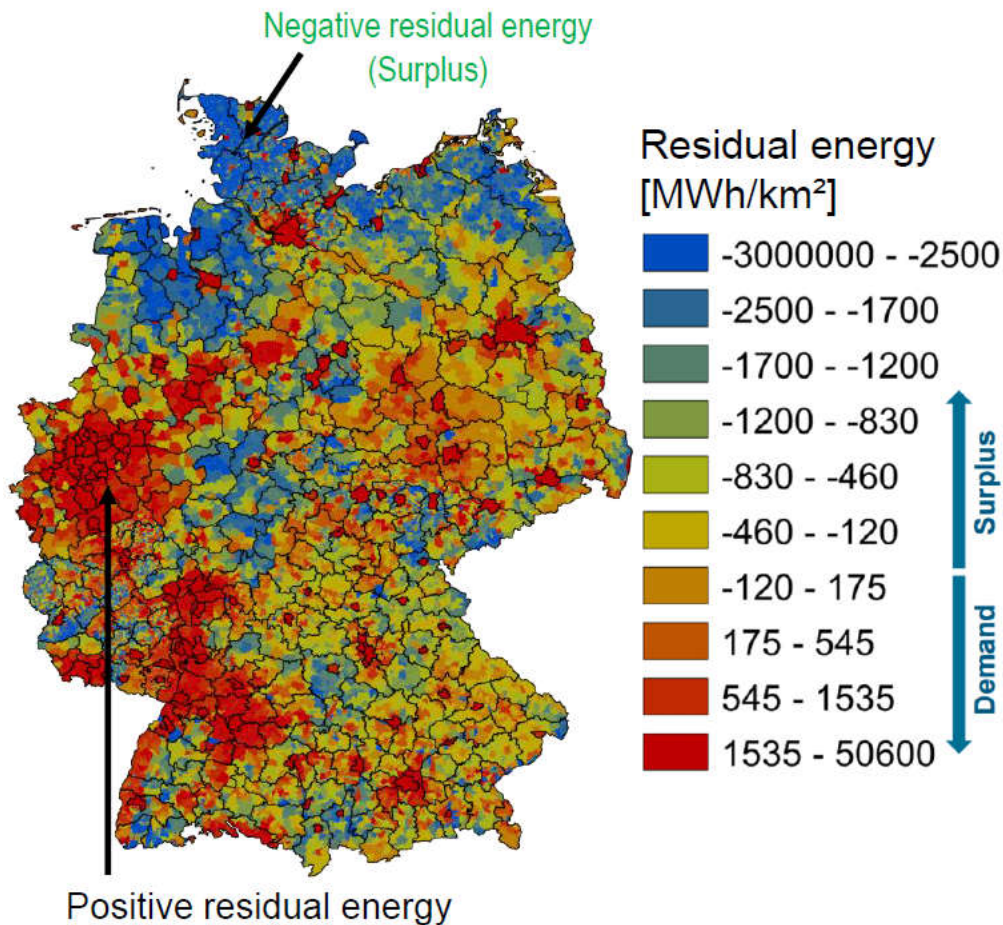 Negative residual energy
(Surplus)
Residual energy
[MWh/km²]
-3000000 - -2500
-2500 - -1700
-1700 - -1200
-1200 - -830
-830 - -460
-460 - -120
-120 - 175
175 - 545
545 - 1535
1535 - 50600
Surplus
Demand
Positive residual energy